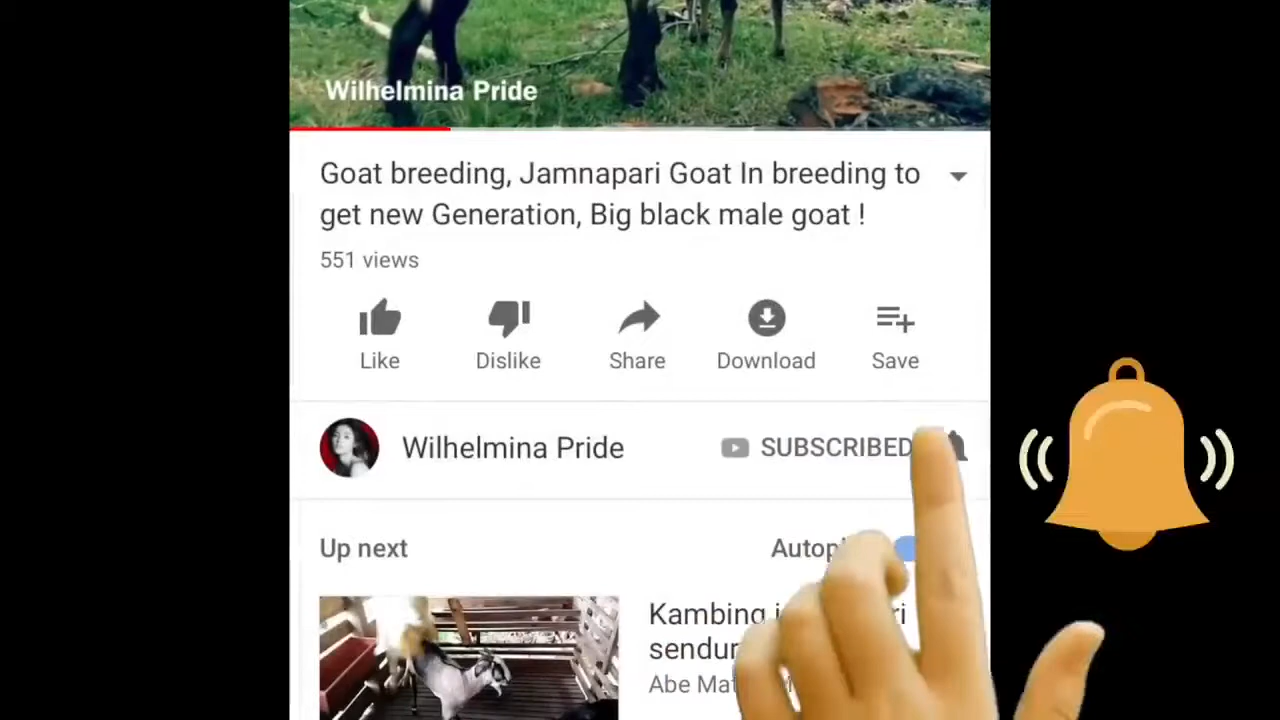 Wilhelmina Pride
Goat breeding, Jamnapari Goat In breeding to
get new Generation, Big black male goat !
551 views
Like Dislike Share Download Save
Wilhelmina Pride SUBSCRIBED
Up next
Kambing
sendur
Abe